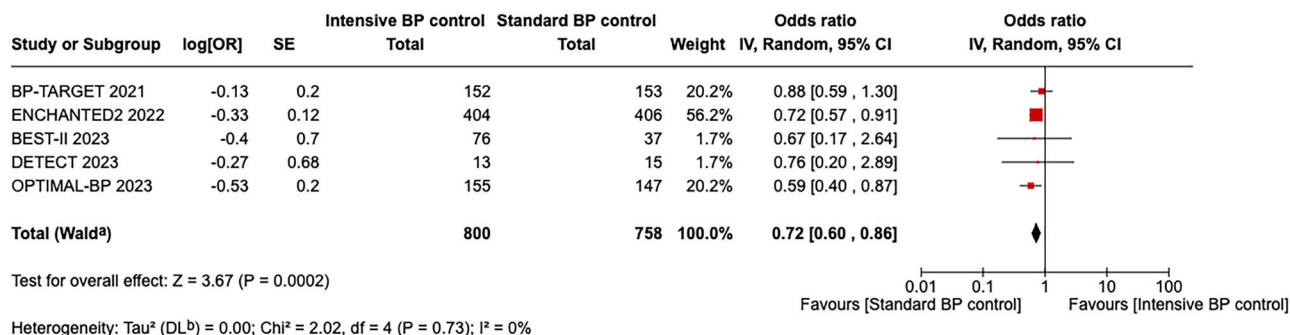 Intensive BP control Standard BP control Odds ratio Odds ratio
Study or Subgroup log[OR] SE Total Total Weight IV, Random, 95% CI IV, Random, 95% CI
BP-TARGET 2021 -0.13 0.2 152 153 20.2% 0.88 [0.59 , 1.30]
ENCHANTED2 2022 -0.33 0.12 404 406 56.2% 0.72 [0.57 , 0.91]
BEST-II 2023 -0.4 0.7 76 37 1.7% 0.67 [0.17 , 2.64]
DETECT 2023 -0.27 0.68 13 15 1.7% 0.76 [0.20 , 2.89]
OPTIMAL-BP 2023 -0.53 0.2 155 147 20.2% 0.59 [0.40 , 0.87]
Total (Waldᵃ) 800 758 100.0% 0.72 [0.60 , 0.86]
Test for overall effect: Z = 3.67 (P = 0.0002)
0.01 0.1 1 10 100
Favours [Standard BP control] Favours [Intensive BP control]
Heterogeneity: Tau² (DLᵇ) = 0.00; Chi² = 2.02, df = 4 (P = 0.73); I² = 0%